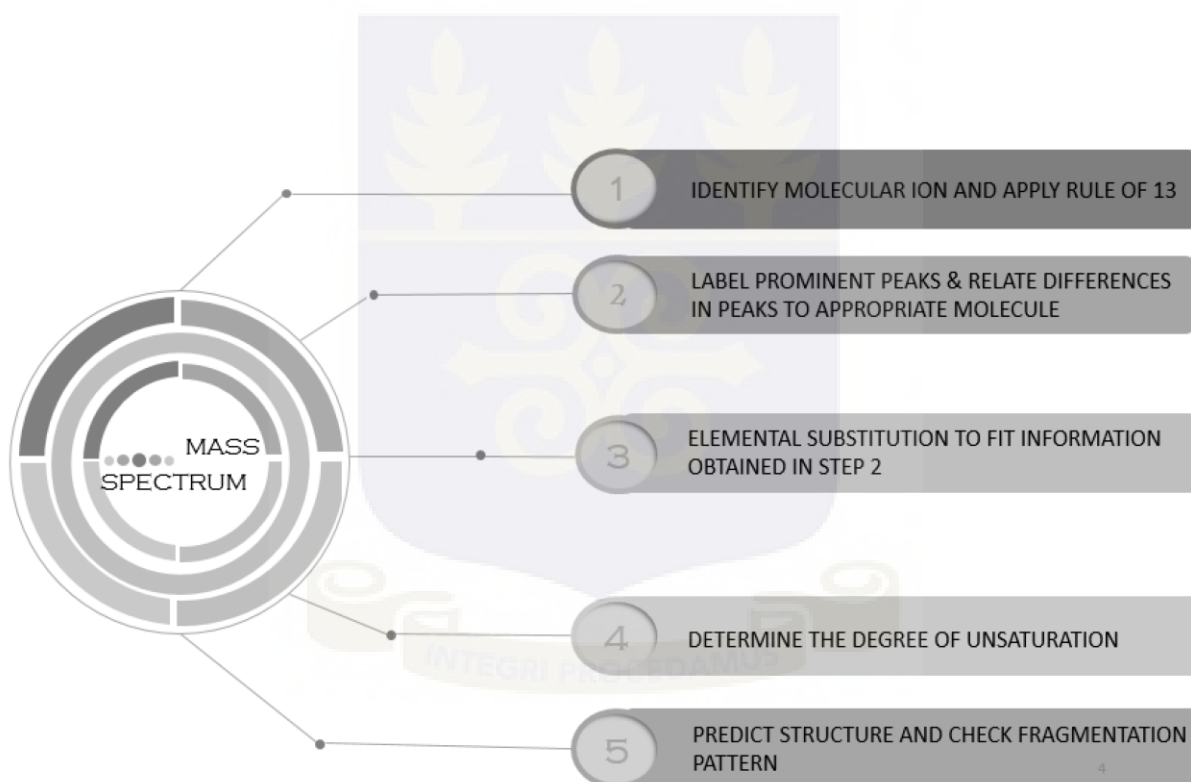 1
IDENTIFY MOLECULAR ION AND APPLY RULE OF 13
2
LABEL PROMINENT PEAKS & RELATE DIFFERENCES
IN PEAKS TO APPROPRIATE MOLECULE
MASS
SPECTRUM
3
ELEMENTAL SUBSTITUTION TO FIT INFORMATION
OBTAINED IN STEP 2
4
DETERMINE THE DEGREE OF UNSATURATION
INTEGRI PROCEDAMUS
5
PREDICT STRUCTURE AND CHECK FRAGMENTATION
PATTERN
4